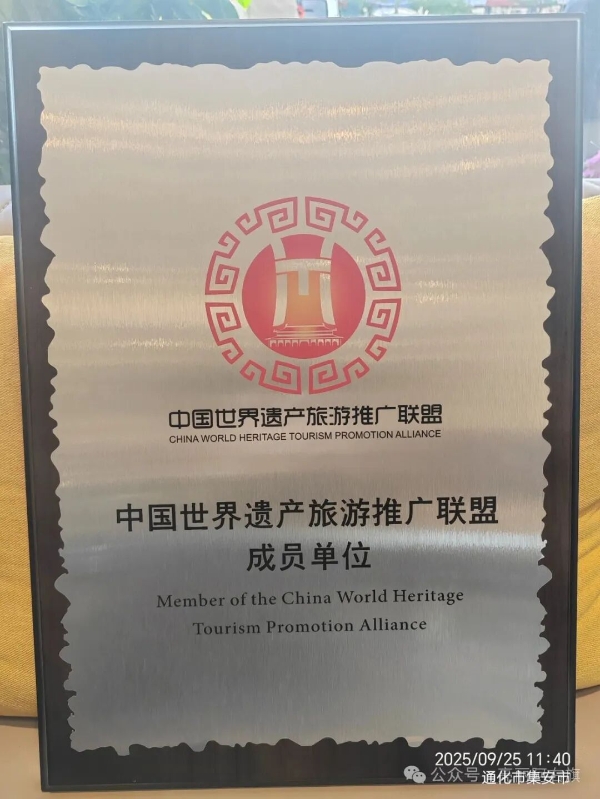 中国世界遗产旅游推广联盟
CHINA WORLD HERITAGE TOURISM PROMOTION ALLIANCE
中国世界遗产旅游推广联盟
成员单位
Member of the China World Heritage
Tourism Promotion Alliance
2025/09/25 11:40
通化市集安市
公众号
旗